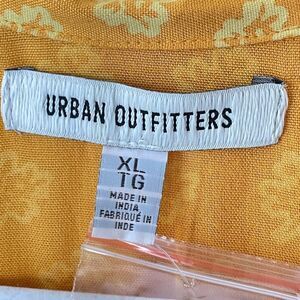 URBAN OUTFITTERS
XL
TG
MADE IN
INDIA
FABRIQUÉ IN
INDE